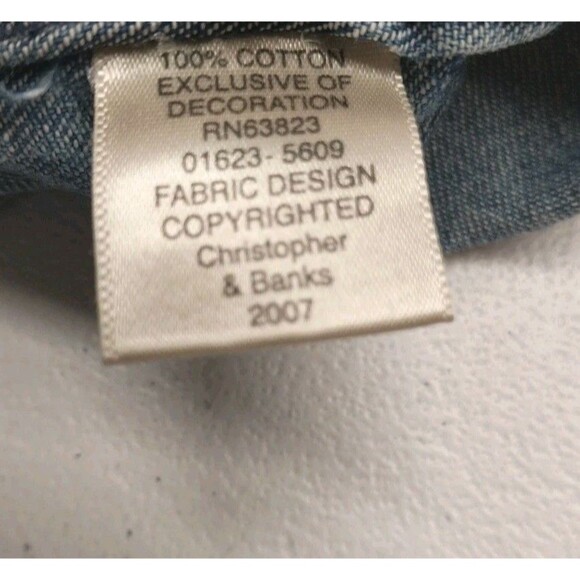 100% COTTON
EXCLUSIVE OF
DECORATION
RN63823
01623-5609
FABRIC DESIGN
COPYRIGHTED
Christopher
& Banks
2007